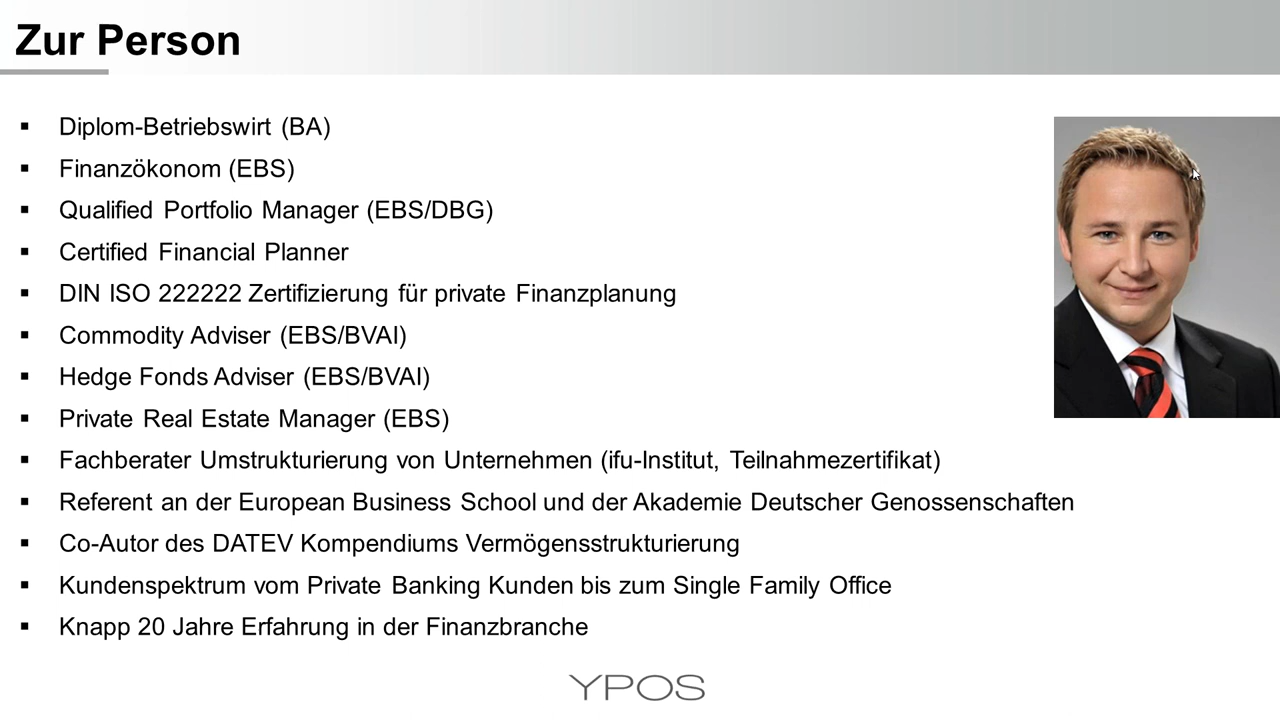 Zur Person
▪ Diplom-Betriebswirt (BA)
▪ Finanzökonom (EBS)
▪ Qualified Portfolio Manager (EBS/DBG)
▪ Certified Financial Planner
▪ DIN ISO 222222 Zertifizierung für private Finanzplanung
▪ Commodity Adviser (EBS/BVAI)
▪ Hedge Fonds Adviser (EBS/BVAI)
▪ Private Real Estate Manager (EBS)
▪ Fachberater Umstrukturierung von Unternehmen (ifu-Institut, Teilnahmezertifikat)
▪ Referent an der European Business School und der Akademie Deutscher Genossenschaften
▪ Co-Autor des DATEV Kompendiums Vermögensstrukturierung
▪ Kundenspektrum vom Private Banking Kunden bis zum Single Family Office
▪ Knapp 20 Jahre Erfahrung in der Finanzbranche
YPOS